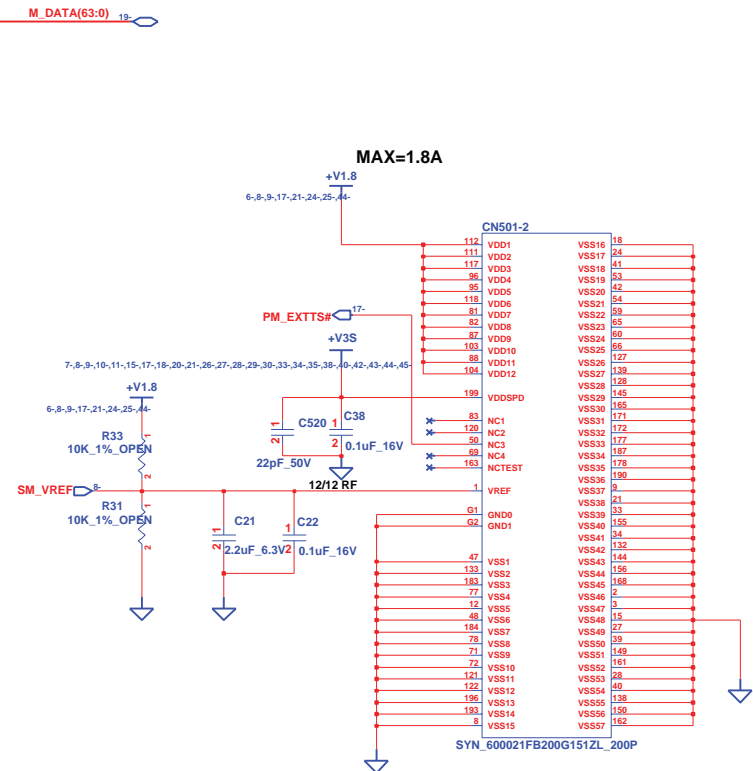 M_DATA(63:0) 19-
MAX=1.8A
+V1.8
6-,8-,9-,17-,21-,24-,25-,44-
CN501-2
112 VDD1 VSS16 18
111 VDD2 VSS17 24
117 VDD3 VSS18 41
96 VDD4 VSS19 53
95 VDD5 VSS20 42
118 VDD6 VSS21 54
81 VDD7 VSS22 59
82 VDD8 VSS23 65
87 VDD9 VSS24 60
103 VDD10 VSS25 66
88 VDD11 VSS26 127
104 VDD12 VSS27 139
VSS28 128
199 VDDSPD VSS29 145
VSS30 165
83 NC1 VSS31 171
120 NC2 VSS32 172
50 NC3 VSS33 177
69 NC4 VSS34 187
163 NCTEST VSS35 178
VSS36 190
1 VREF VSS37 9
VSS38 21
G1 GND0 VSS39 33
G2 GND1 VSS40 155
VSS41 34
VSS42 132
47 VSS1 VSS43 144
133 VSS2 VSS44 156
183 VSS3 VSS45 168
77 VSS4 VSS46 2
12 VSS5 VSS47 3
48 VSS6 VSS48 15
184 VSS7 VSS49 27
78 VSS8 VSS50 39
71 VSS9 VSS51 149
72 VSS10 VSS52 161
121 VSS11 VSS53 28
122 VSS12 VSS54 40
196 VSS13 VSS55 138
193 VSS14 VSS56 150
8 VSS15 VSS57 162
SYN_600021FB200G151ZL_200P
PM_EXTTS# 17-
+V3S
7-,8-,9-,10-,11-,15-,17-,18-,20-,21-,26-,27-,28-,29-,30-,33-,34-,35-,38-,40-,42-,43-,44-,45-
+V1.8
6-,8-,9-,17-,21-,24-,25-,44-
1 C520 1 C38
2 2 0.1uF_16V
22pF_50V
R33 1
10K_1%_OPEN
2
12/12 RF
SM_VREF 8-
R31 1
10K_1%_OPEN
2
1 C21 1 C22
2 2.2uF_6.3V 2 0.1uF_16V